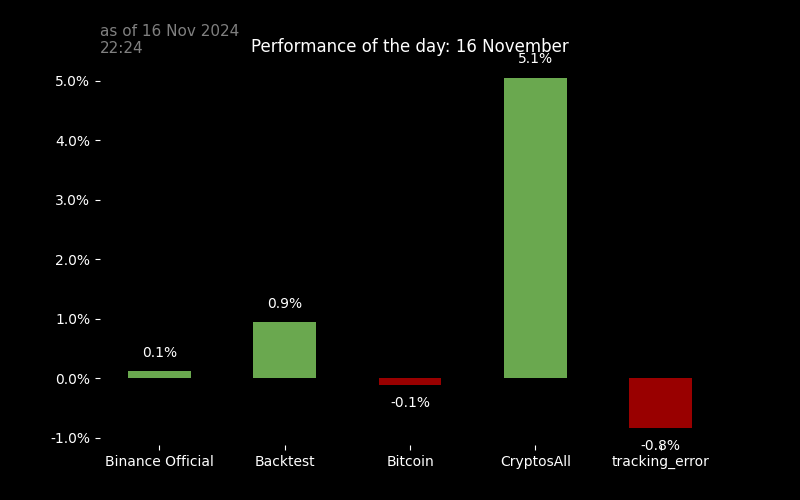 as of 16 Nov 2024
22:24
Performance of the day: 16 November
5.1%
5.0%
4.0%
3.0%
2.0%
1.0%
0.9%
0.1%
0.0%
-0.1%
-1.0%
-0.8%
Binance Official
Backtest
Bitcoin
CryptosAll
tracking_error